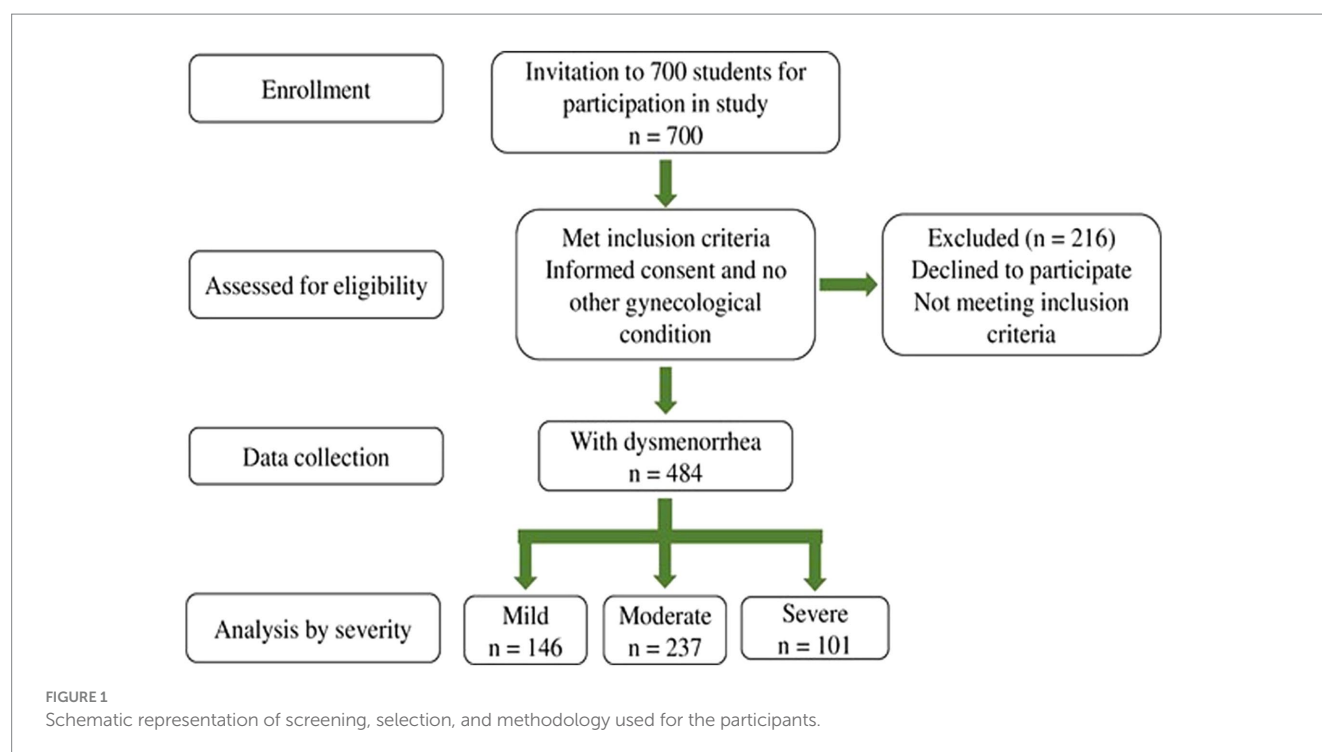 Enrollment
Invitation to 700 students for
participation in study
n = 700
Assessed for eligibility
Met inclusion criteria
Informed consent and no
other gynecological
condition
Excluded (n = 216)
Declined to participate
Not meeting inclusion
criteria
Data collection
With dysmenorrhea
n = 484
Analysis by severity
Mild
n = 146
Moderate
n = 237
Severe
n = 101
FIGURE 1
Schematic representation of screening, selection, and methodology used for the participants.